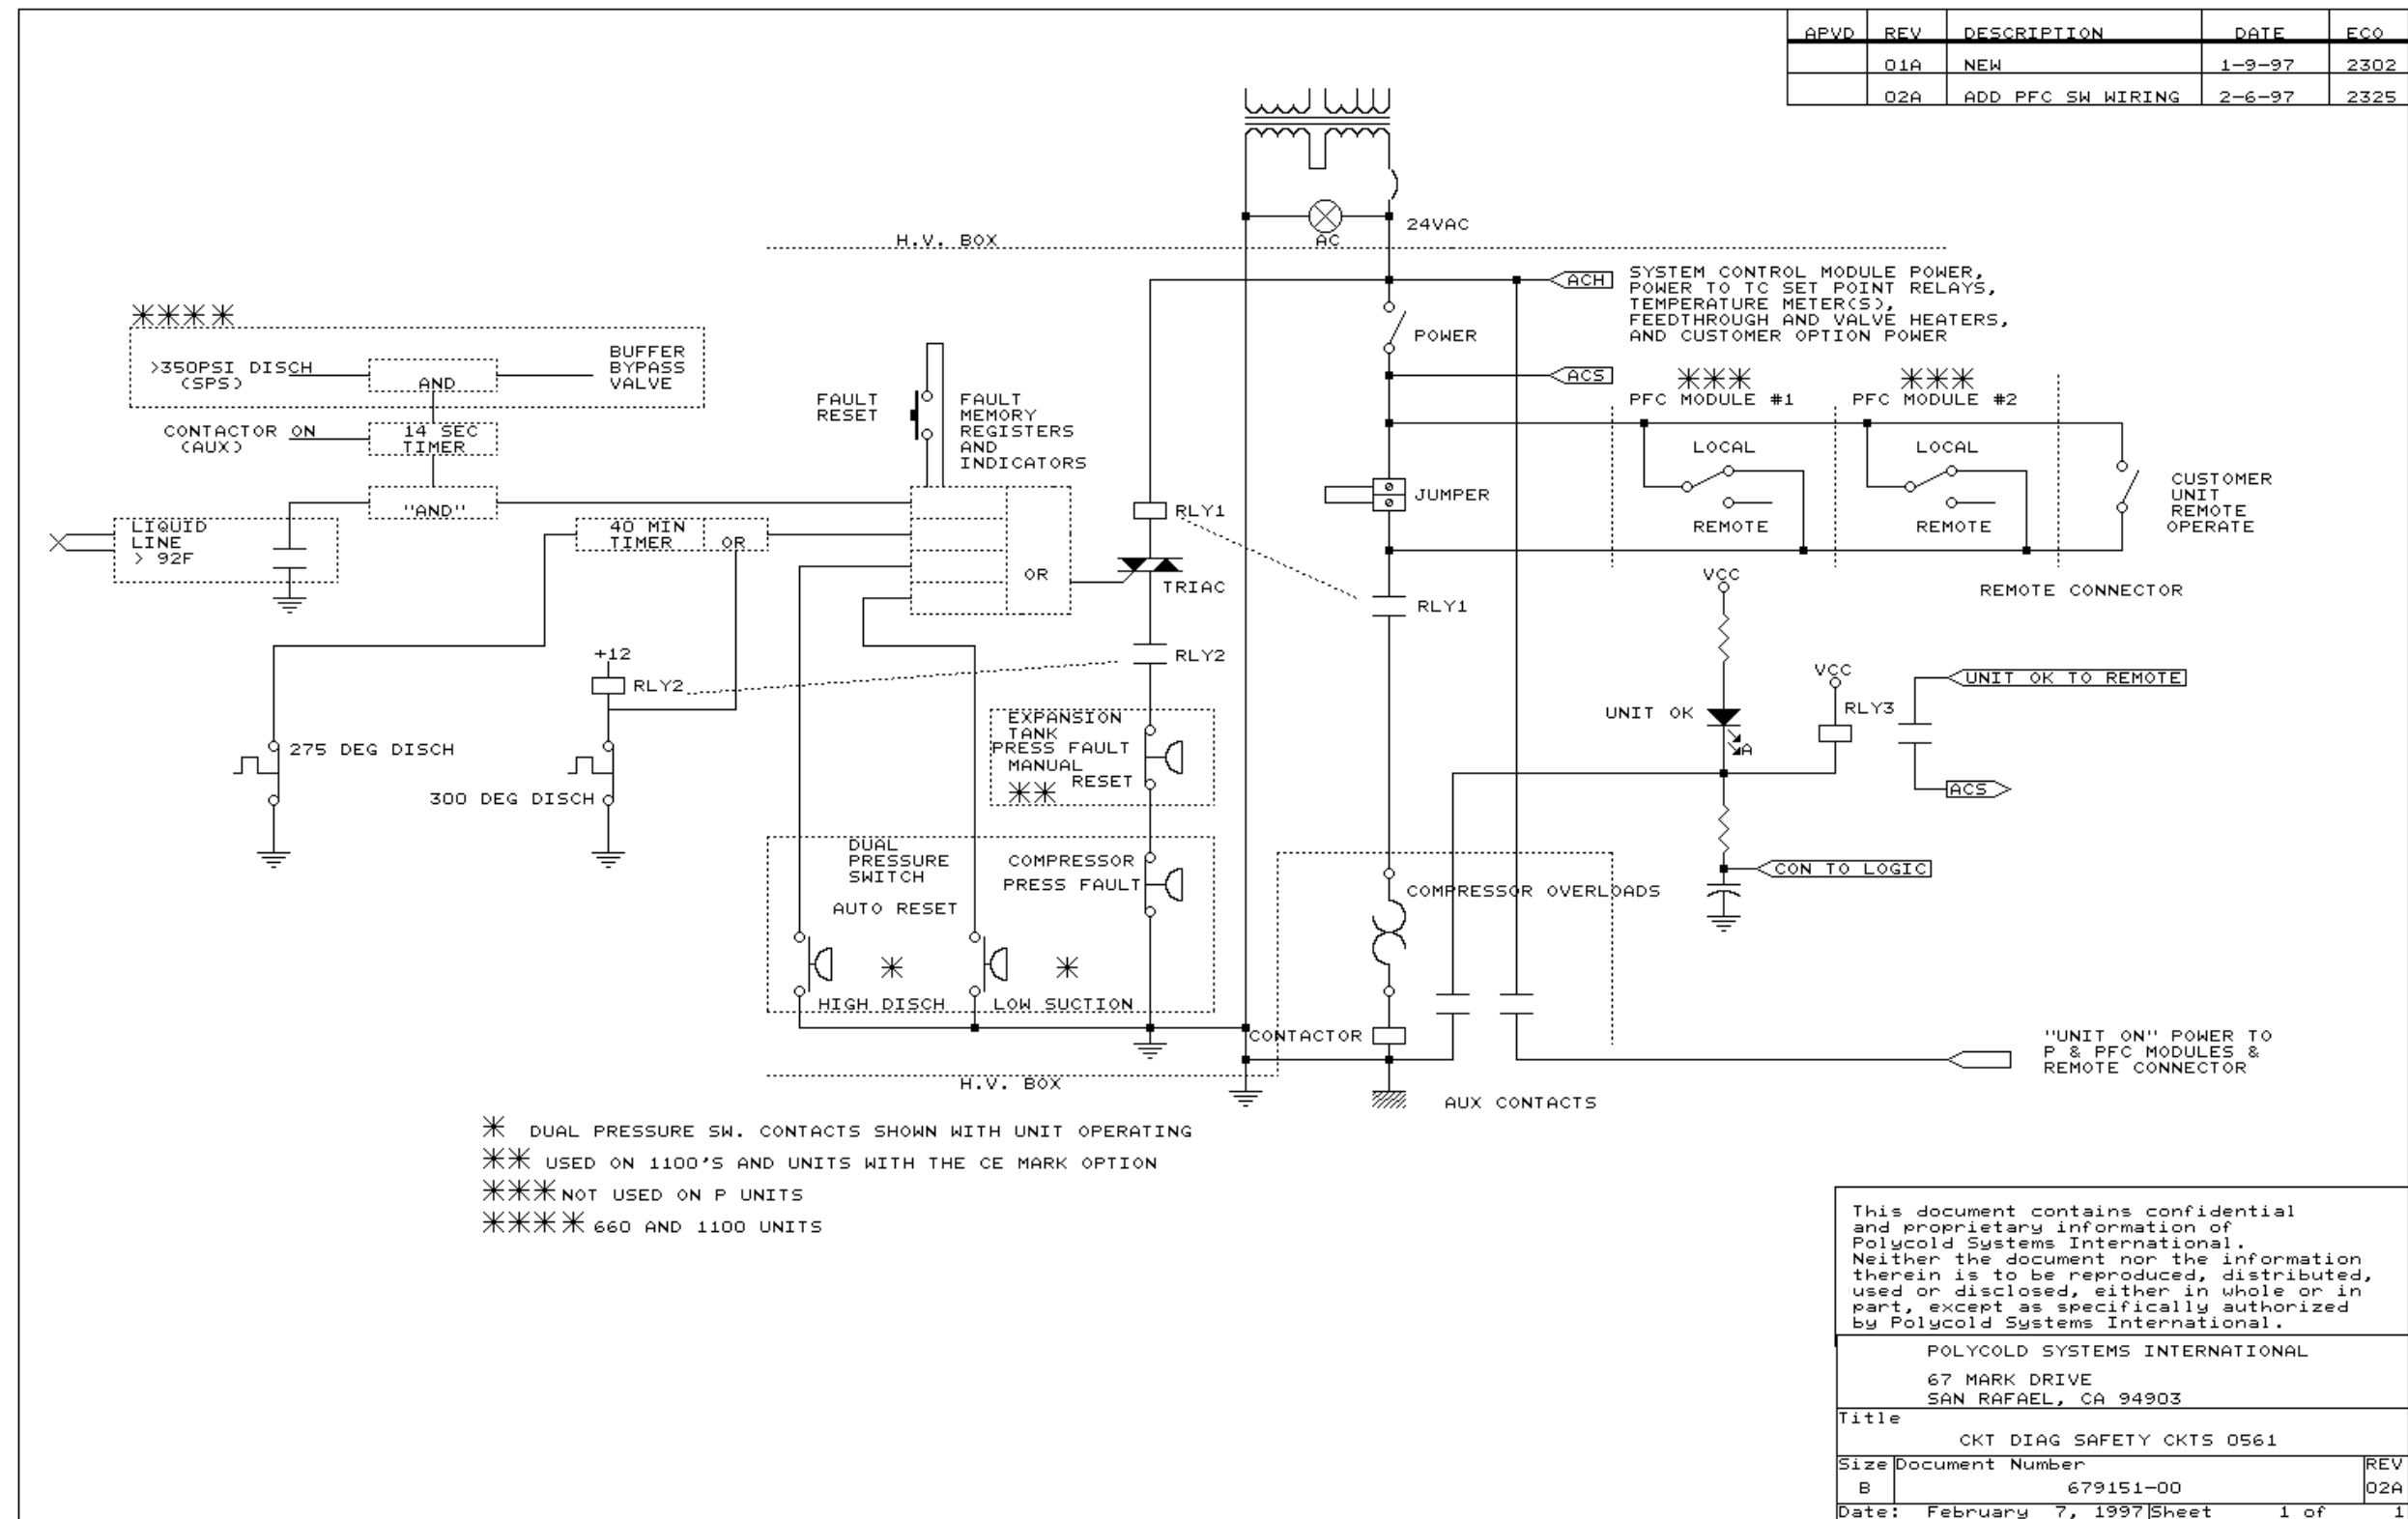 APVD REV DESCRIPTION DATE ECO
01A NEW 1-9-97 2302
02A ADD PFC SW WIRING 2-6-97 2325
24VAC
AC
H.V. BOX
ACH
SYSTEM CONTROL MODULE POWER,
POWER TO TC SET POINT RELAYS,
TEMPERATURE METER(S),
FEEDTHROUGH AND VALVE HEATERS,
AND CUSTOMER OPTION POWER
POWER
ACS
****
>350PSI DISCH
(SPS)
AND
BUFFER
BYPASS
VALVE
CONTACTOR ON
(AUX)
14 SEC
TIMER
"AND"
LIQUID
LINE
> 92F
40 MIN
TIMER
OR
FAULT
RESET
FAULT
MEMORY
REGISTERS
AND
INDICATORS
OR
RLY1
TRIAC
RLY2
JUMPER
RLY1
***
PFC MODULE #1
LOCAL
REMOTE
***
PFC MODULE #2
LOCAL
REMOTE
CUSTOMER
UNIT
REMOTE
OPERATE
REMOTE CONNECTOR
+12
RLY2
275 DEG DISCH
300 DEG DISCH
EXPANSION
TANK
PRESS FAULT
MANUAL
RESET
**
DUAL
PRESSURE
SWITCH
AUTO RESET
COMPRESSOR
PRESS FAULT
*
HIGH DISCH
*
LOW SUCTION
VCC
UNIT OK
A
VCC
RLY3
UNIT OK TO REMOTE
ACS
CON TO LOGIC
COMPRESSOR OVERLOADS
CONTACTOR
H.V. BOX
AUX CONTACTS
"UNIT ON" POWER TO
P & PFC MODULES &
REMOTE CONNECTOR
* DUAL PRESSURE SW. CONTACTS SHOWN WITH UNIT OPERATING
** USED ON 1100'S AND UNITS WITH THE CE MARK OPTION
*** NOT USED ON P UNITS
**** 660 AND 1100 UNITS
This document contains confidential
and proprietary information of
Polycold Systems International.
Neither the document nor the information
therein is to be reproduced, distributed,
used or disclosed, either in whole or in
part, except as specifically authorized
by Polycold Systems International.
POLYCOLD SYSTEMS INTERNATIONAL
67 MARK DRIVE
SAN RAFAEL, CA 94903
Title
CKT DIAG SAFETY CKTS 0561
Size Document Number REV
B 679151-00 02A
Date: February 7, 1997 Sheet 1 of 1